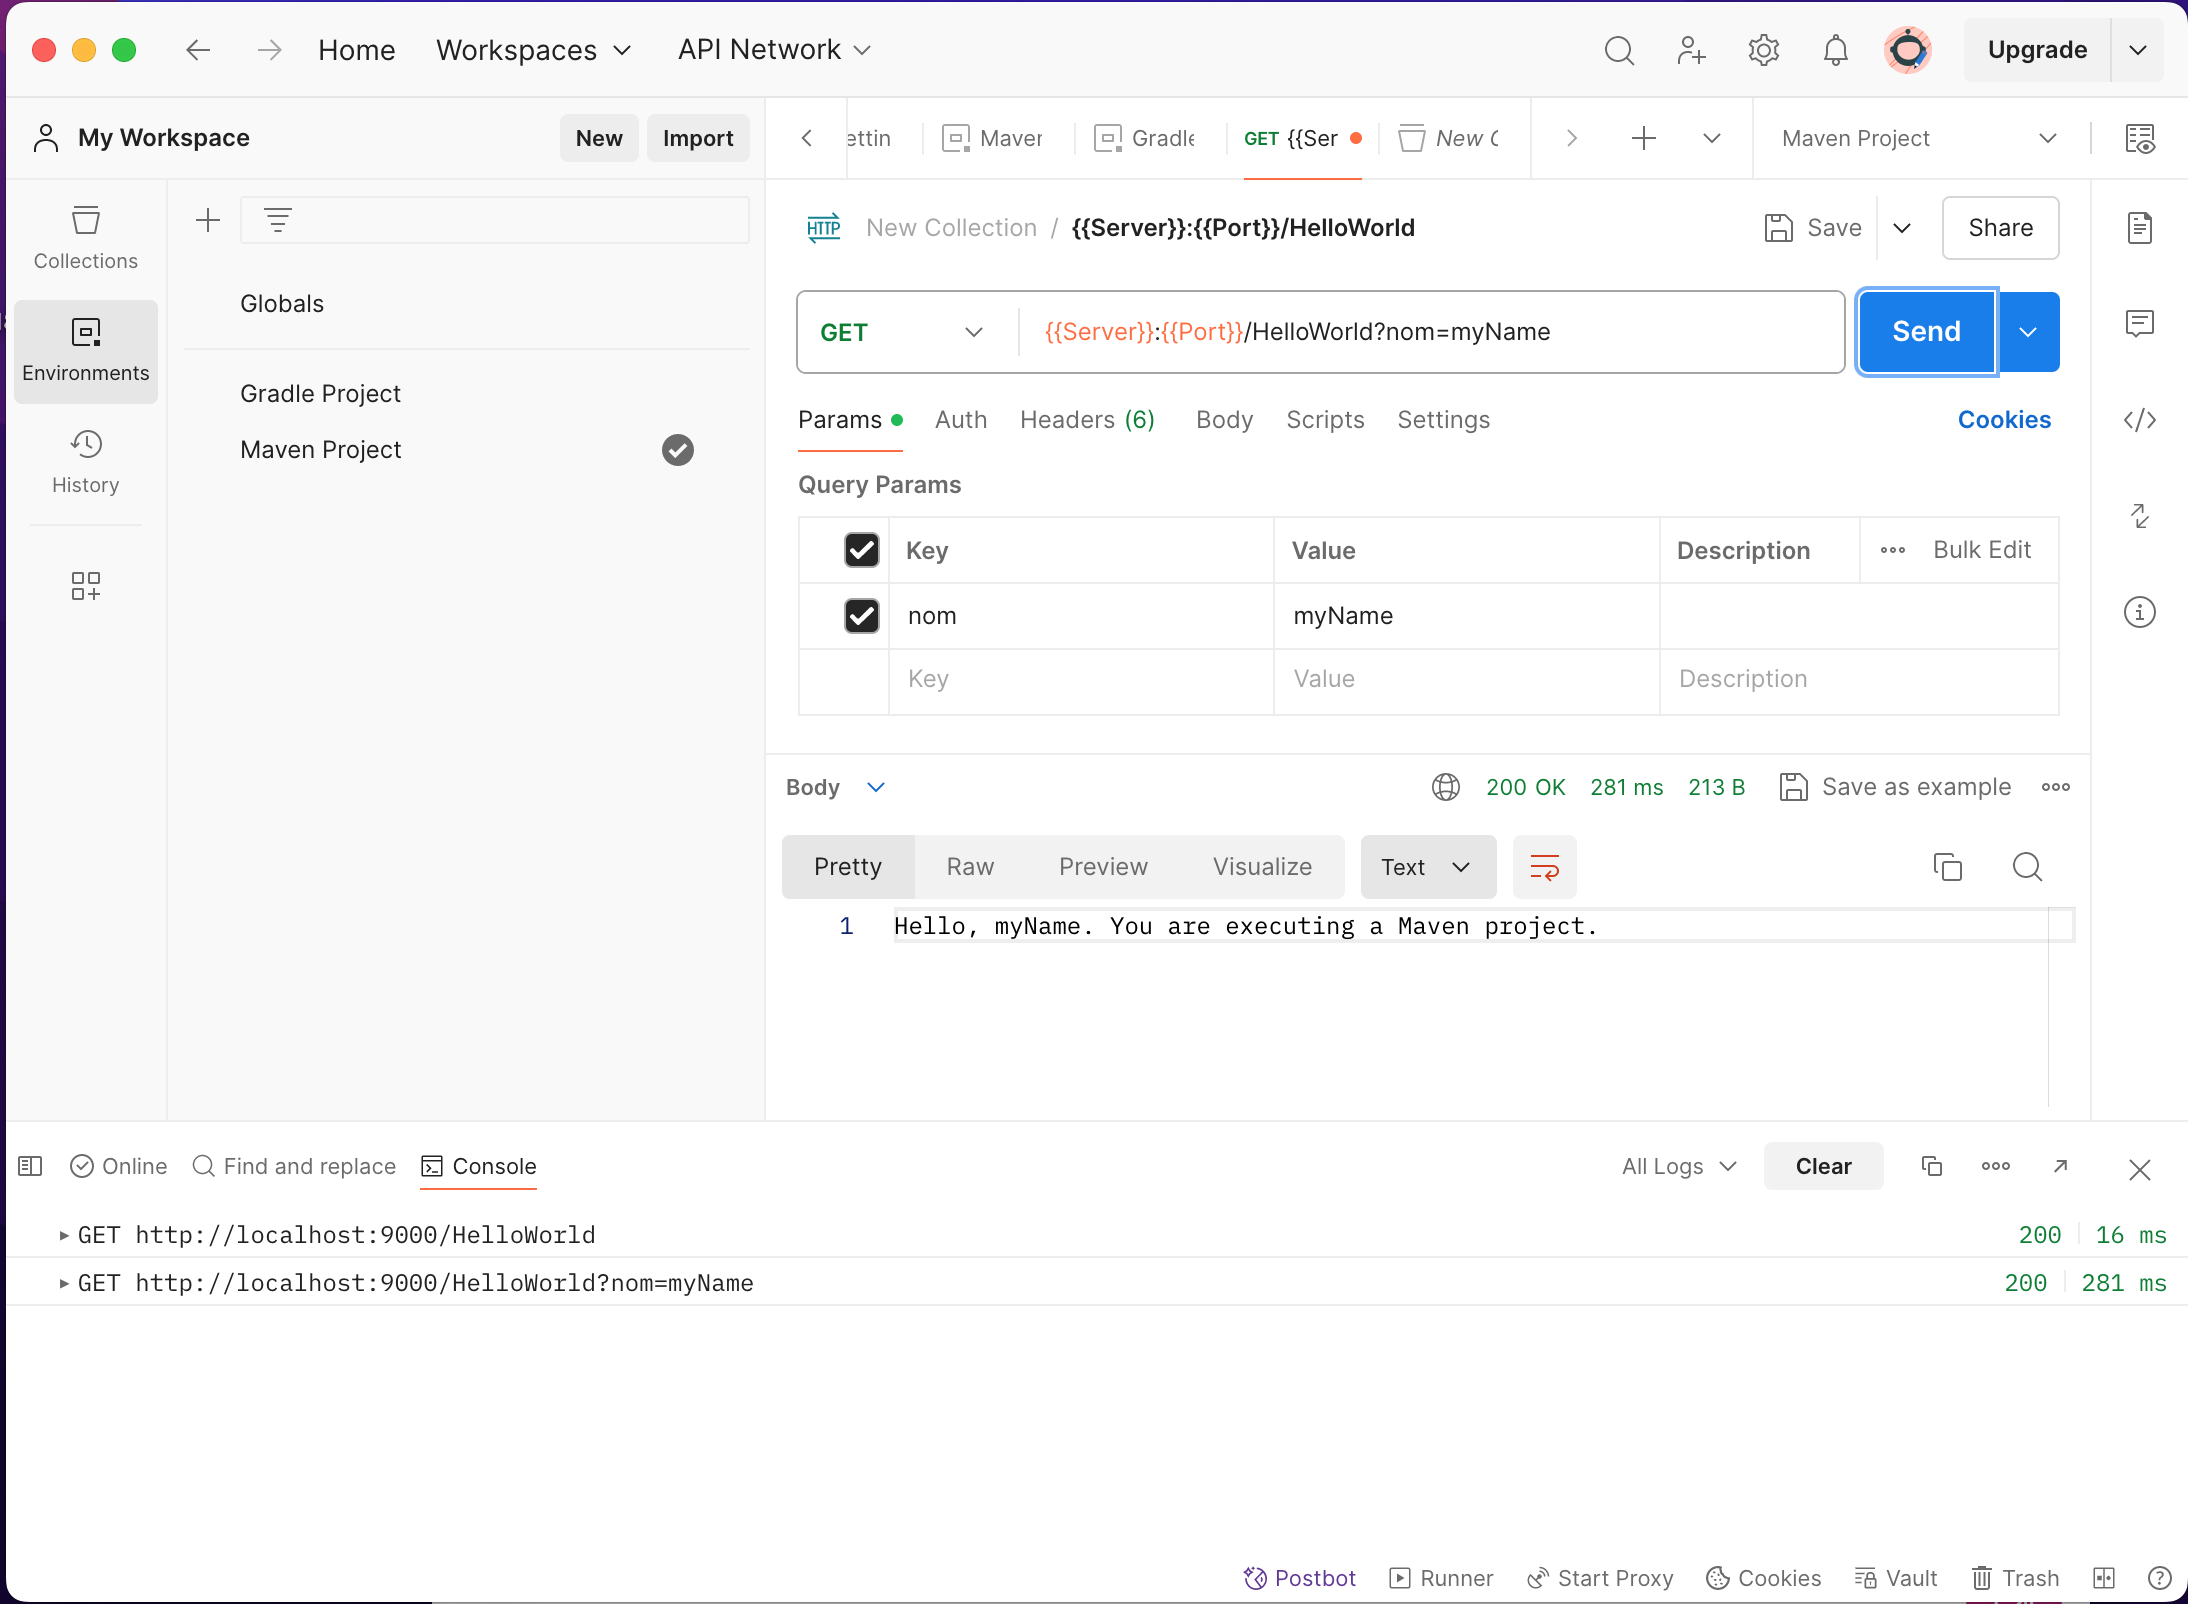 Home Workspaces API Network Upgrade
My Workspace New Import
ettin Maver Gradle GET {{Ser New C Maven Project
Collections
Environments
History
Globals
Gradle Project
Maven Project
HTTP New Collection / {{Server}}:{{Port}}/HelloWorld Save Share
GET {{Server}}:{{Port}}/HelloWorld?nom=myName Send
Params Auth Headers (6) Body Scripts Settings Cookies
Query Params
Key Value Description Bulk Edit
nom myName
Key Value Description
Body 200 OK 281 ms 213 B Save as example
Pretty Raw Preview Visualize Text
1 Hello, myName. You are executing a Maven project.
Online Find and replace Console All Logs Clear
GET http://localhost:9000/HelloWorld 200 16 ms
GET http://localhost:9000/HelloWorld?nom=myName 200 281 ms
Postbot Runner Start Proxy Cookies Vault Trash